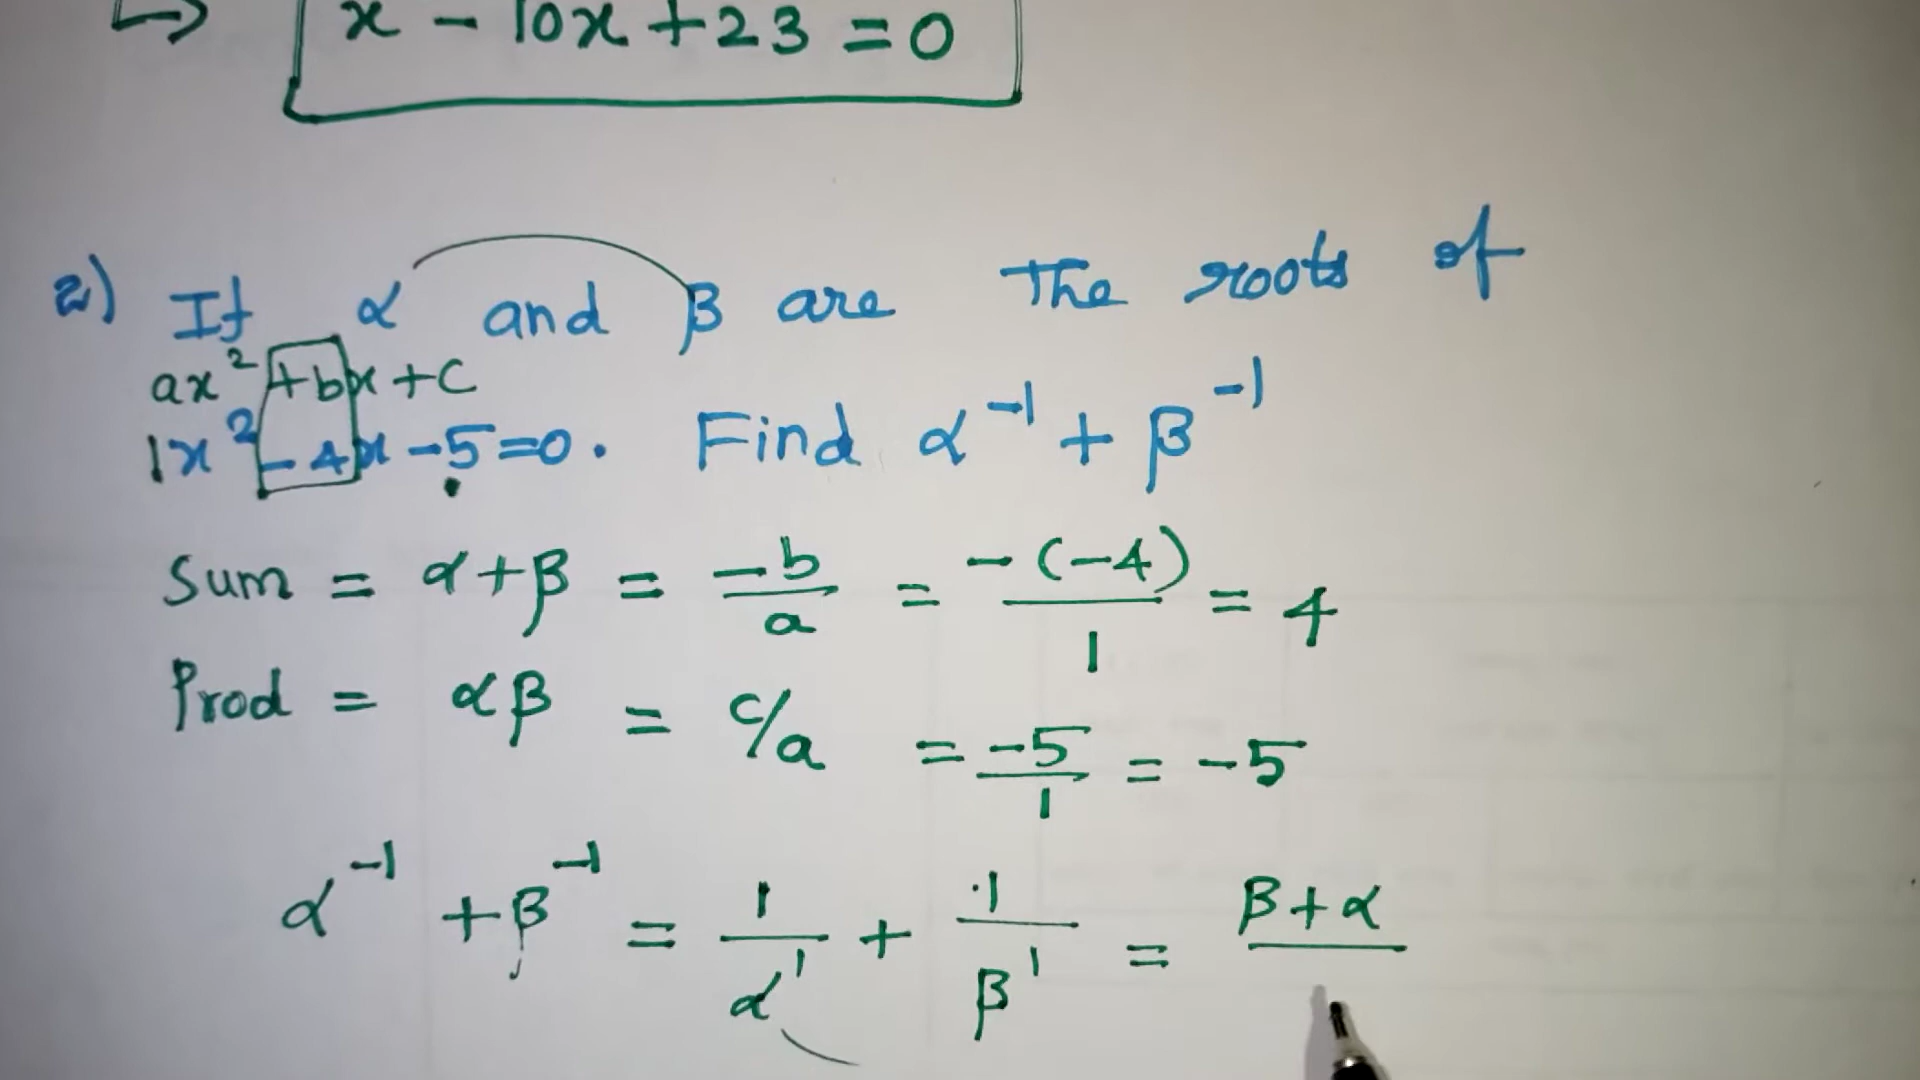 x - 10x + 23 = 0
2) If α and β are the roots of
ax² + bx + c
1x² - 4x - 5 = 0. Find α⁻¹ + β⁻¹
Sum = α + β = -b/a = -(-4)/1 = 4
Prod = αβ = c/a = -5/1 = -5
α⁻¹ + β⁻¹ = 1/α¹ + 1/β¹ = β + α